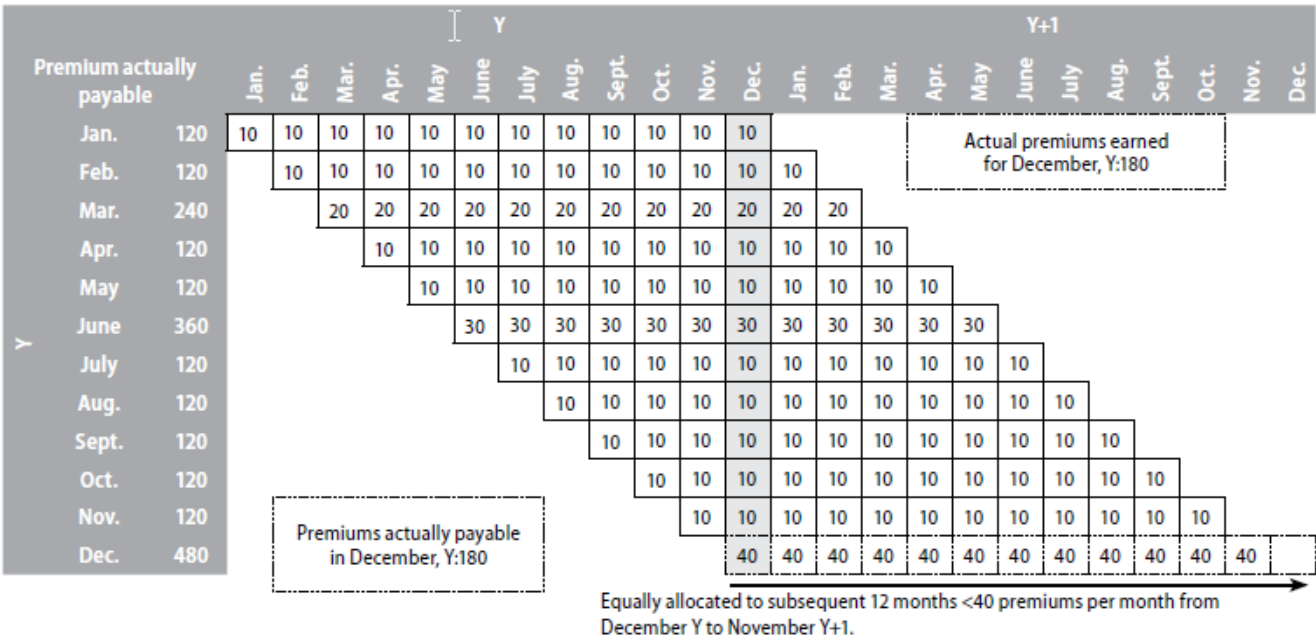 Y Y+1
Premium actually
payable
Jan. Feb. Mar. Apr. May June July Aug. Sept. Oct. Nov. Dec. Jan. Feb. Mar. Apr. May June July Aug. Sept. Oct. Nov. Dec.
Jan. 120 10 10 10 10 10 10 10 10 10 10 10 10
Actual premiums earned
for December, Y:180
Feb. 120 10 10 10 10 10 10 10 10 10 10 10 10
Mar. 240 20 20 20 20 20 20 20 20 20 20 20 20
Apr. 120 10 10 10 10 10 10 10 10 10 10 10 10
May 120 10 10 10 10 10 10 10 10 10 10 10 10
Y
June 360 30 30 30 30 30 30 30 30 30 30 30 30
July 120 10 10 10 10 10 10 10 10 10 10 10 10
Aug. 120 10 10 10 10 10 10 10 10 10 10 10 10
Sept. 120 10 10 10 10 10 10 10 10 10 10 10 10
Oct. 120 10 10 10 10 10 10 10 10 10 10 10 10
Nov. 120 10 10 10 10 10 10 10 10 10 10 10 10
Premiums actually payable
in December, Y:180
Dec. 480 40 40 40 40 40 40 40 40 40 40 40 40
Equally allocated to subsequent 12 months <40 premiums per month from
December Y to November Y+1.